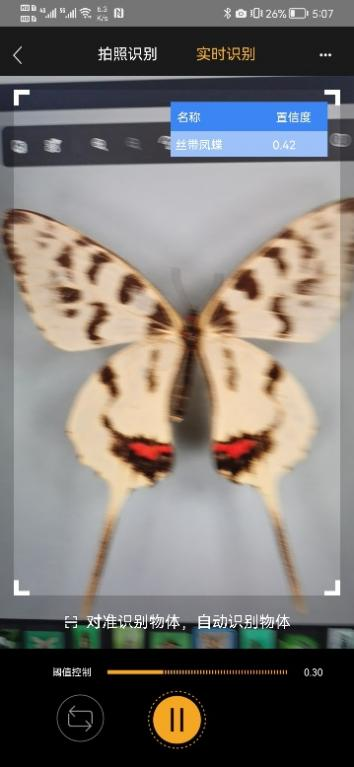 26% 5:07
拍照识别 实时识别
名称 置信度
丝带凤蝶 0.42
对准识别物体，自动识别物体
阈值控制 0.30